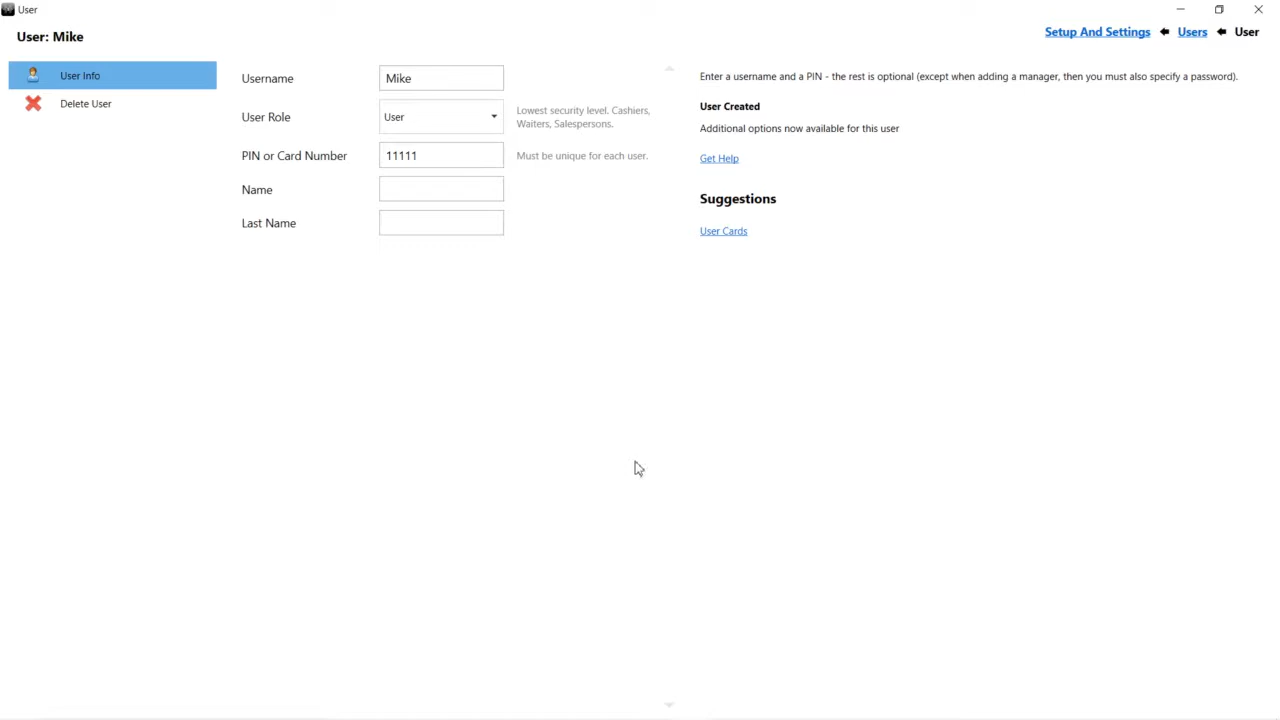 User
User: Mike
Setup And Settings
Users
User
User Info
Delete User
Username
Mike
User Role
User
Lowest security level. Cashiers,
Waiters, Salespersons.
PIN or Card Number
11111
Must be unique for each user.
Name
Last Name
Enter a username and a PIN - the rest is optional (except when adding a manager, then you must also specify a password).
User Created
Additional options now available for this user
Get Help
Suggestions
User Cards